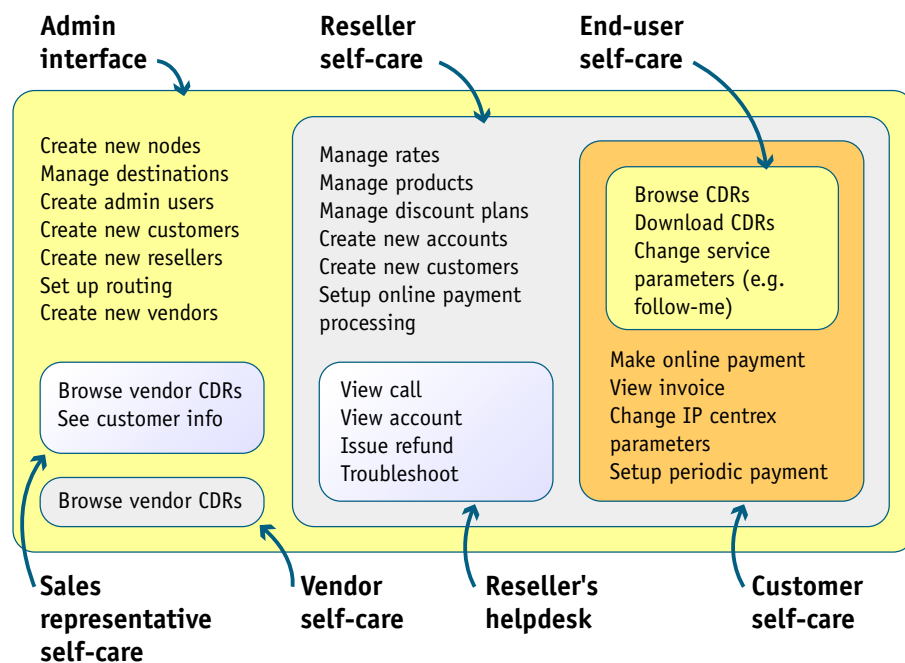 Admin
interface
Reseller
self-care
End-user
self-care
Create new nodes
Manage destinations
Create admin users
Create new customers
Create new resellers
Set up routing
Create new vendors
Manage rates
Manage products
Manage discount plans
Create new accounts
Create new customers
Setup online payment
processing
Browse CDRs
Download CDRs
Change service
parameters (e.g.
follow-me)
Make online payment
View invoice
Change IP centrex
parameters
Setup periodic payment
Browse vendor CDRs
See customer info
View call
View account
Issue refund
Troubleshoot
Browse vendor CDRs
Sales
representative
self-care
Vendor
self-care
Reseller's
helpdesk
Customer
self-care